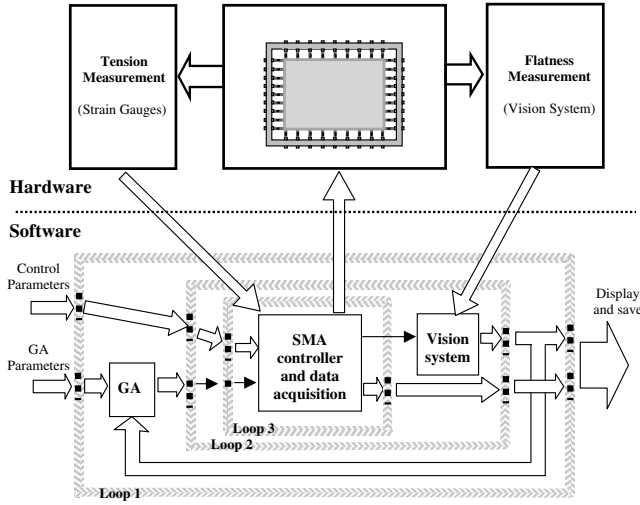 Tension
Measurement
(Strain Gauges)
Flatness
Measurement
(Vision System)
Hardware
Software
Control
Parameters
GA
Parameters
GA
SMA
controller
and data
acquisition
Vision
system
Display
and save
Loop 3
Loop 2
Loop 1